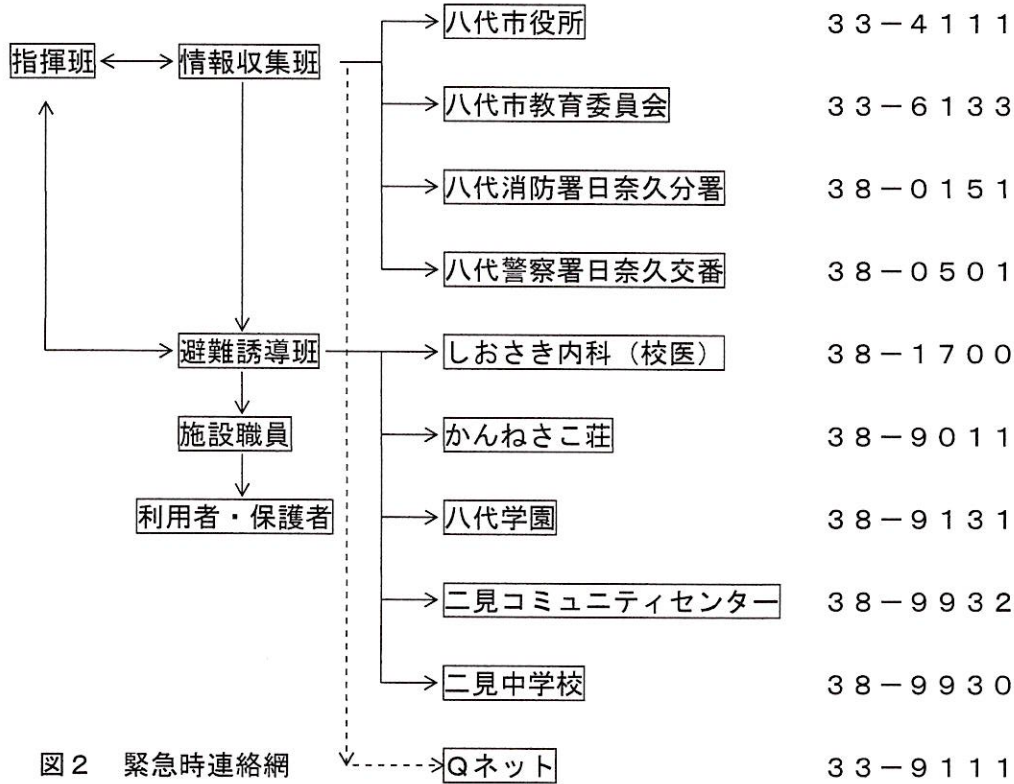 八代市役所 33-4111
指揮班 情報収集班
八代市教育委員会 33-6133
八代消防署日奈久分署 38-0151
八代警察署日奈久交番 38-0501
避難誘導班 しおさき内科（校医） 38-1700
施設職員 かんねさこ荘 38-9011
利用者・保護者 八代学園 38-9131
二見コミュニティセンター 38-9932
二見中学校 38-9930
図2 緊急時連絡網 Qネット 33-9111